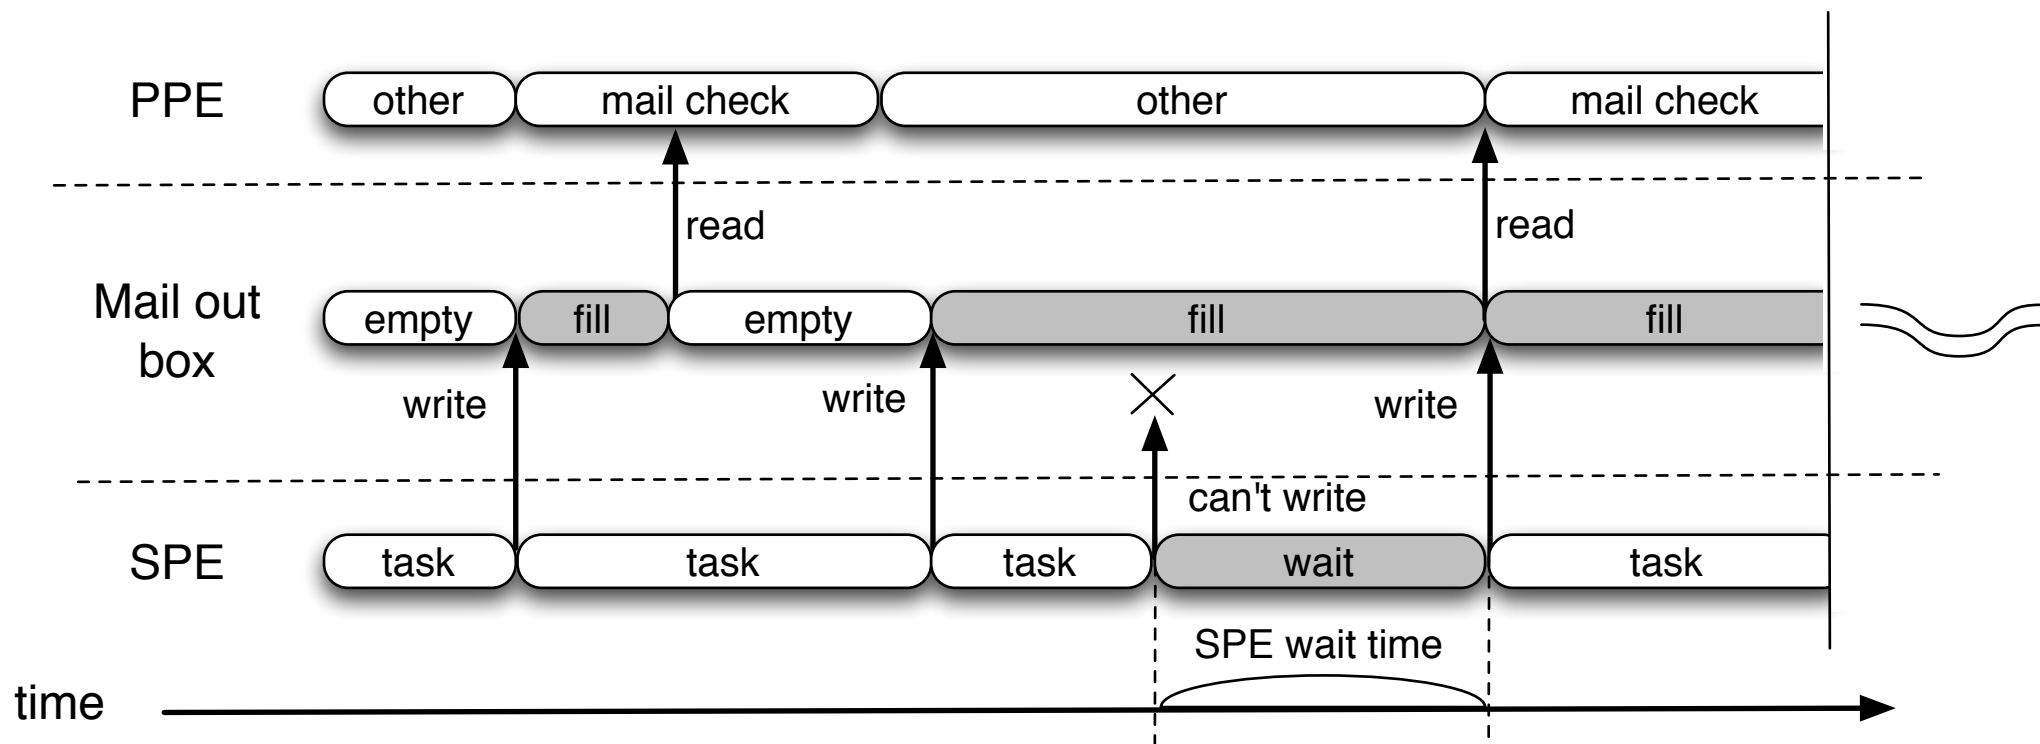 PPE
other
mail check
other
mail check
read
read
Mail out
box
empty
fill
empty
fill
fill
write
write
write
can't write
SPE
task
task
task
wait
task
SPE wait time
time